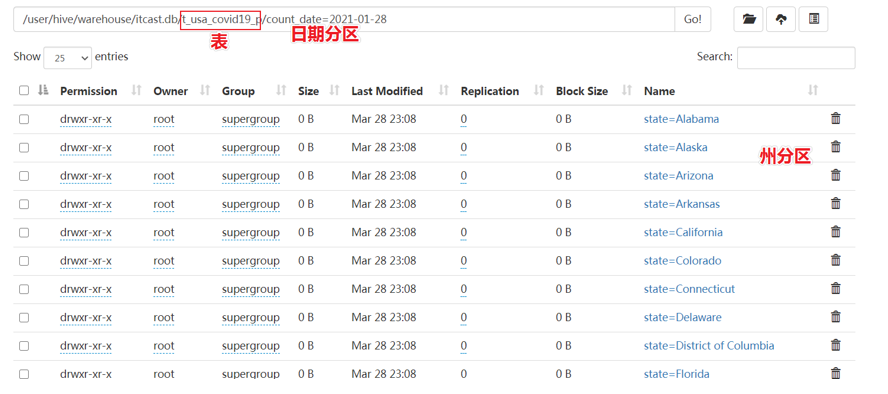 /user/hive/warehouse/itcast.db/t_usa_covid19_p/count_date=2021-01-28 Go!
表 日期分区
Show 25 entries Search:
Permission Owner Group Size Last Modified Replication Block Size Name
drwxr-xr-x root supergroup 0 B Mar 28 23:08 0 0 B state=Alabama
drwxr-xr-x root supergroup 0 B Mar 28 23:08 0 0 B state=Alaska
州分区
drwxr-xr-x root supergroup 0 B Mar 28 23:08 0 0 B state=Arizona
drwxr-xr-x root supergroup 0 B Mar 28 23:08 0 0 B state=Arkansas
drwxr-xr-x root supergroup 0 B Mar 28 23:08 0 0 B state=California
drwxr-xr-x root supergroup 0 B Mar 28 23:08 0 0 B state=Colorado
drwxr-xr-x root supergroup 0 B Mar 28 23:08 0 0 B state=Connecticut
drwxr-xr-x root supergroup 0 B Mar 28 23:08 0 0 B state=Delaware
drwxr-xr-x root supergroup 0 B Mar 28 23:08 0 0 B state=District of Columbia
drwxr-xr-x root supergroup 0 B Mar 28 23:08 0 0 B state=Florida